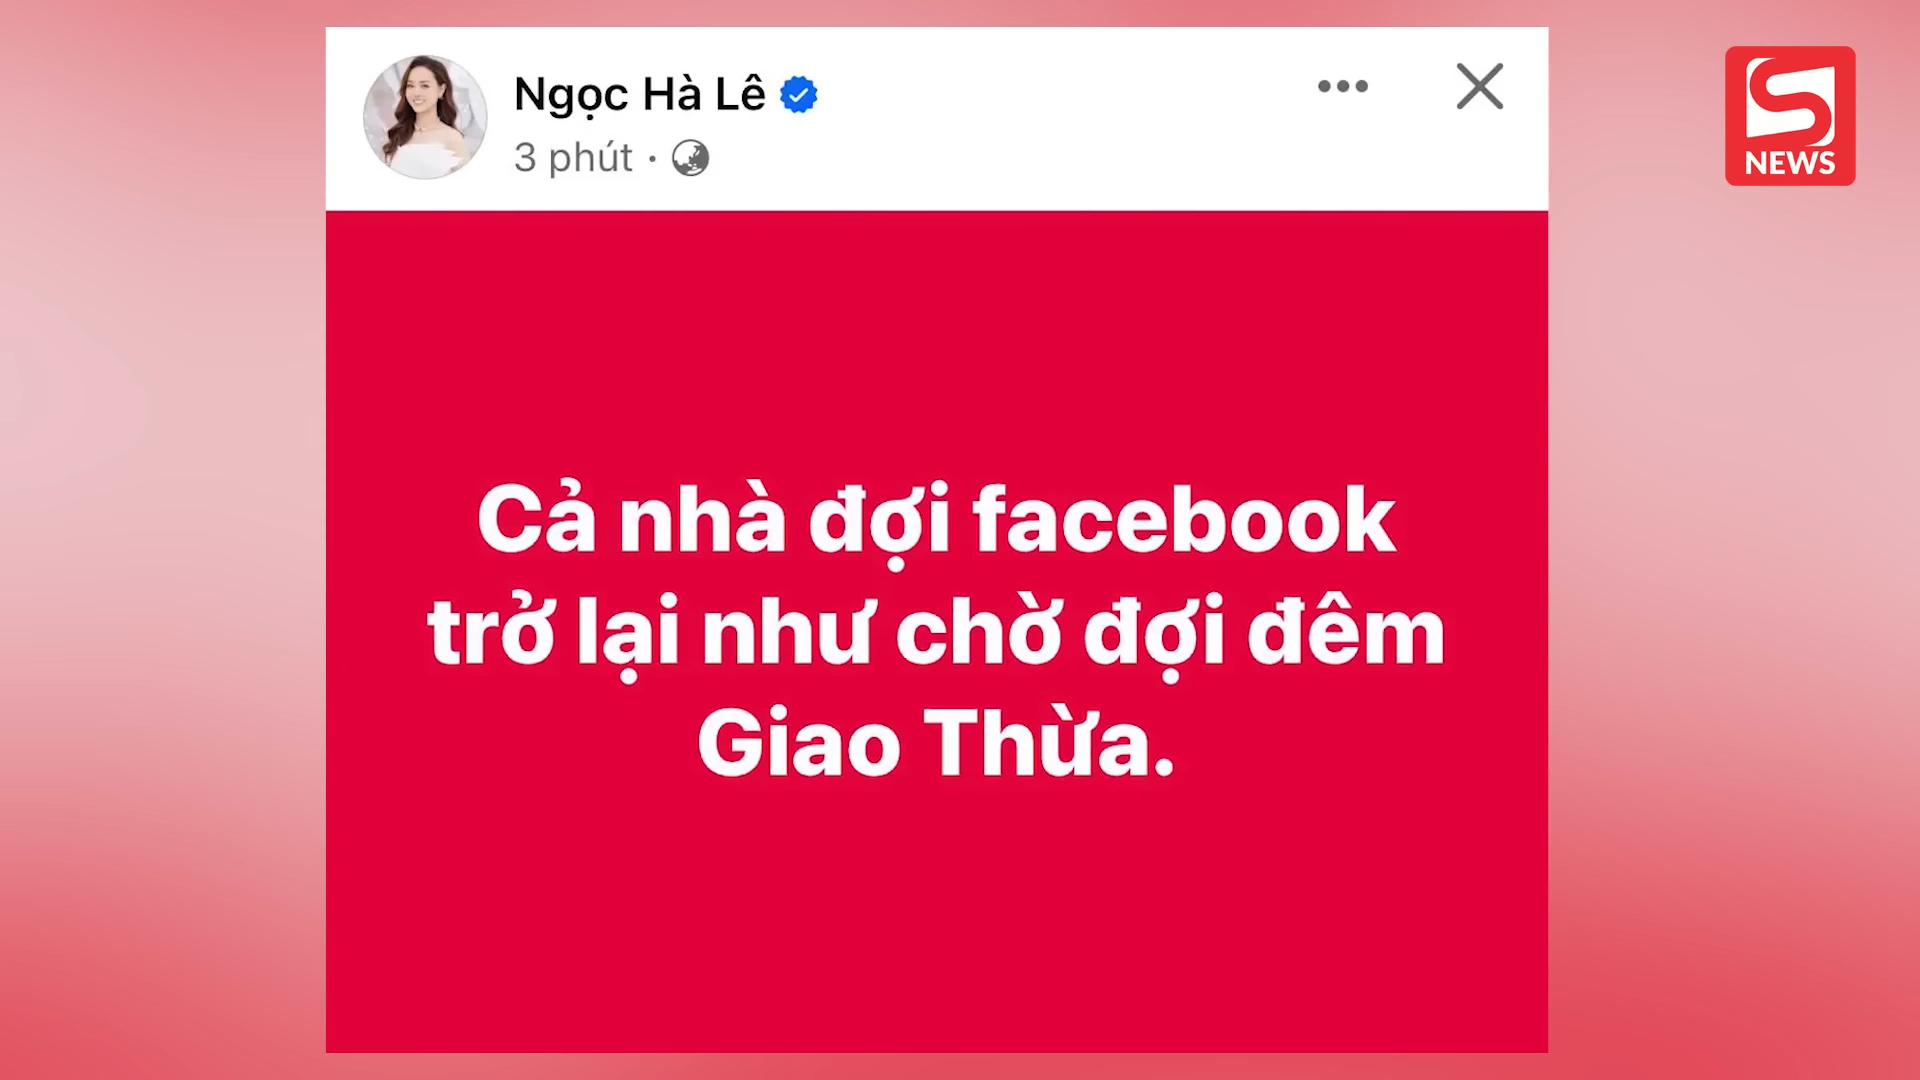 Ngọc Hà Lê
3 phút ·
S
NEWS
Cả nhà đợi facebook
trở lại như chờ đợi đêm
Giao Thừa.